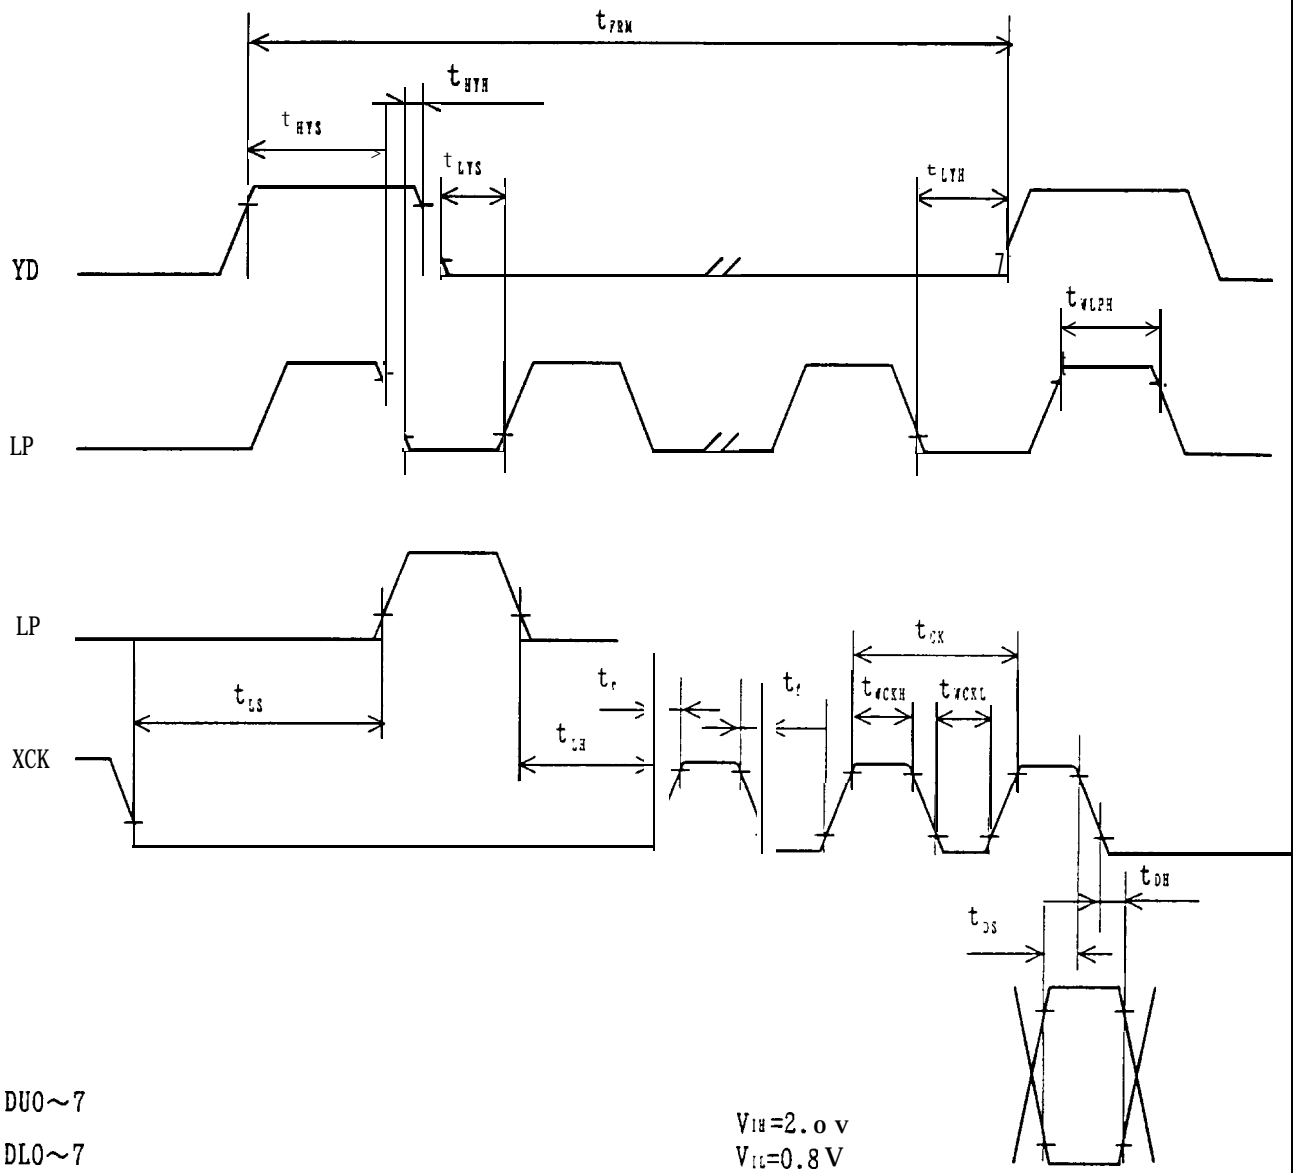 tFRM
tHYH
tHYS
tLYS
tLYH
YD
tWLPH
LP
LP
tCK
tr
tf
tWCKH
tWCKL
tLS
tLH
XCK
tDH
tDS
DU0~7
VIH=2.0 V
DL0~7
VIL=0.8V